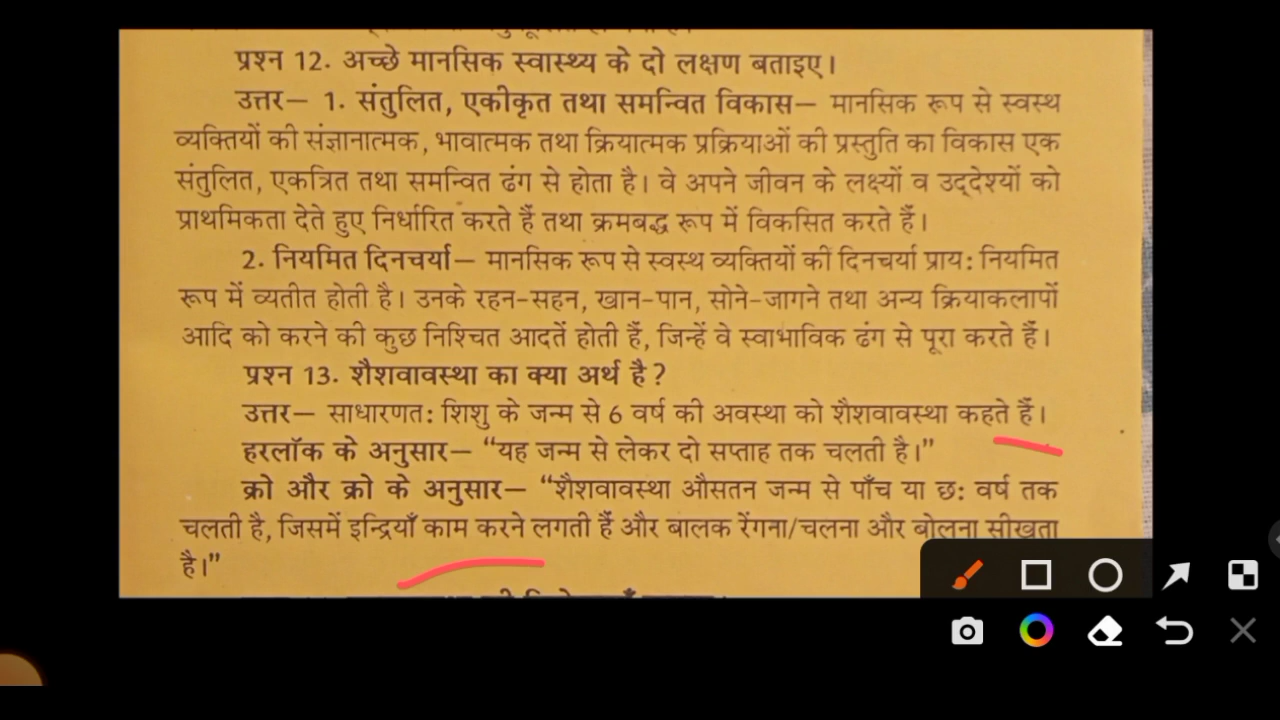 प्रश्न 12. अच्छे मानसिक स्वास्थ्य के दो लक्षण बताइए।
उत्तर– 1. संतुलित, एकीकृत तथा समन्वित विकास– मानसिक रूप से स्वस्थ
व्यक्तियों की संज्ञानात्मक, भावात्मक तथा क्रियात्मक प्रक्रियाओं की प्रस्तुति का विकास एक
संतुलित, एकत्रित तथा समन्वित ढंग से होता है। वे अपने जीवन के लक्ष्यों व उद्देश्यों को
प्राथमिकता देते हुए निर्धारित करते हैं तथा क्रमबद्ध रूप में विकसित करते हैं।
2. नियमित दिनचर्या– मानसिक रूप से स्वस्थ व्यक्तियों की दिनचर्या प्राय: नियमित
रूप में व्यतीत होती है। उनके रहन-सहन, खान-पान, सोने-जागने तथा अन्य क्रियाकलापों
आदि को करने की कुछ निश्चित आदतें होती हैं, जिन्हें वे स्वाभाविक ढंग से पूरा करते हैं।
प्रश्न 13. शैशवावस्था का क्या अर्थ है?
उत्तर– साधारणत: शिशु के जन्म से 6 वर्ष की अवस्था को शैशवावस्था कहते हैं।
हरलॉक के अनुसार– “यह जन्म से लेकर दो सप्ताह तक चलती है।”
क्रो और क्रो के अनुसार– “शैशवावस्था औसतन जन्म से पाँच या छ: वर्ष तक
चलती है, जिसमें इन्द्रियाँ काम करने लगती हैं और बालक रेंगना/चलना और बोलना सीखता
है।”